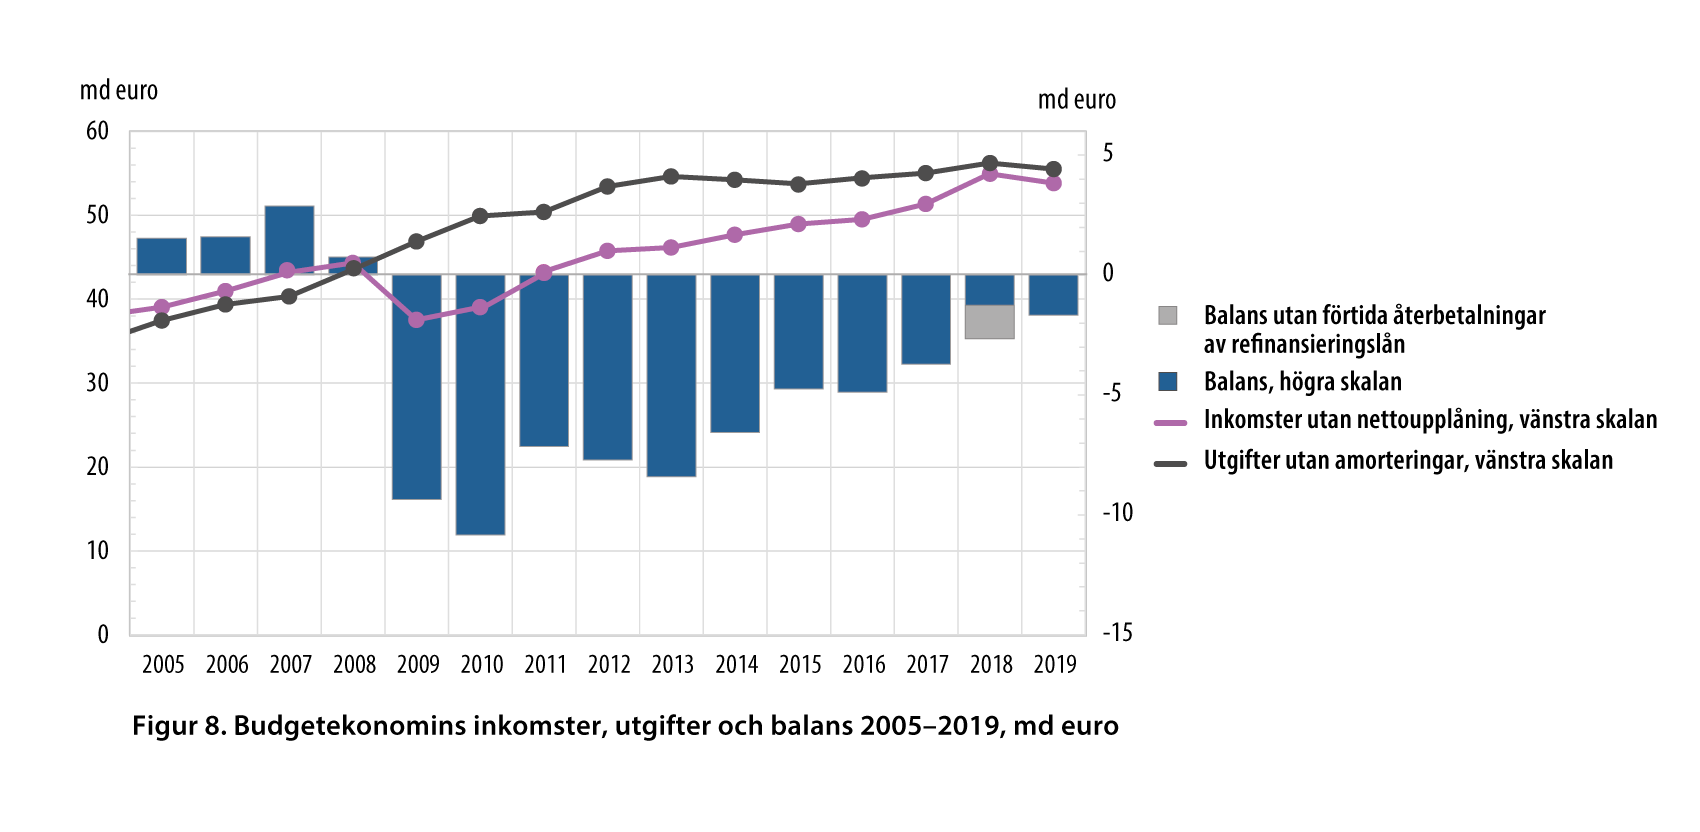 md euro
md euro
60
50
40
30
20
10
0
5
0
-5
-10
-15
2005 2006 2007 2008 2009 2010 2011 2012 2013 2014 2015 2016 2017 2018 2019
Balans utan förtida återbetalningar
av refinansieringslån
Balans, högra skalan
Inkomster utan nettoupplåning, vänstra skalan
Utgifter utan amorteringar, vänstra skalan
Figur 8. Budgetekonomins inkomster, utgifter och balans 2005–2019, md euro